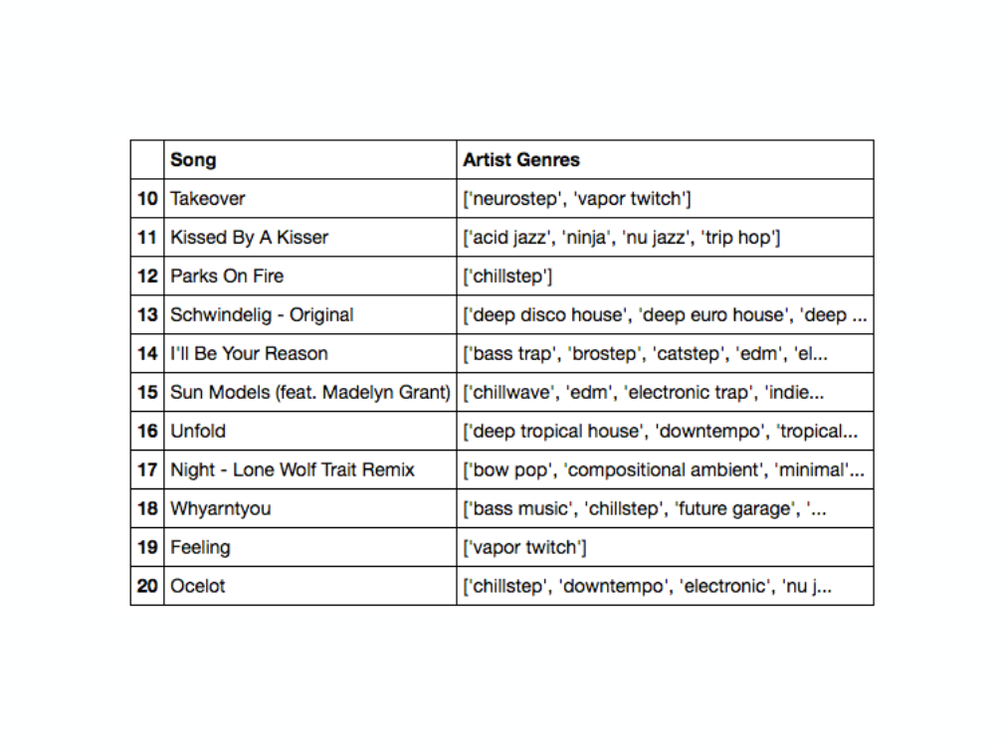 Song Artist Genres
10 Takeover ['neurostep', 'vapor twitch']
11 Kissed By A Kisser ['acid jazz', 'ninja', 'nu jazz', 'trip hop']
12 Parks On Fire ['chillstep']
13 Schwindelig - Original ['deep disco house', 'deep euro house', 'deep ...
14 I'll Be Your Reason ['bass trap', 'brostep', 'catstep', 'edm', 'el...
15 Sun Models (feat. Madelyn Grant) ['chillwave', 'edm', 'electronic trap', 'indie...
16 Unfold ['deep tropical house', 'downtempo', 'tropical...
17 Night - Lone Wolf Trait Remix ['bow pop', 'compositional ambient', 'minimal'...
18 Whyarntyou ['bass music', 'chillstep', 'future garage', '...
19 Feeling ['vapor twitch']
20 Ocelot ['chillstep', 'downtempo', 'electronic', 'nu j...